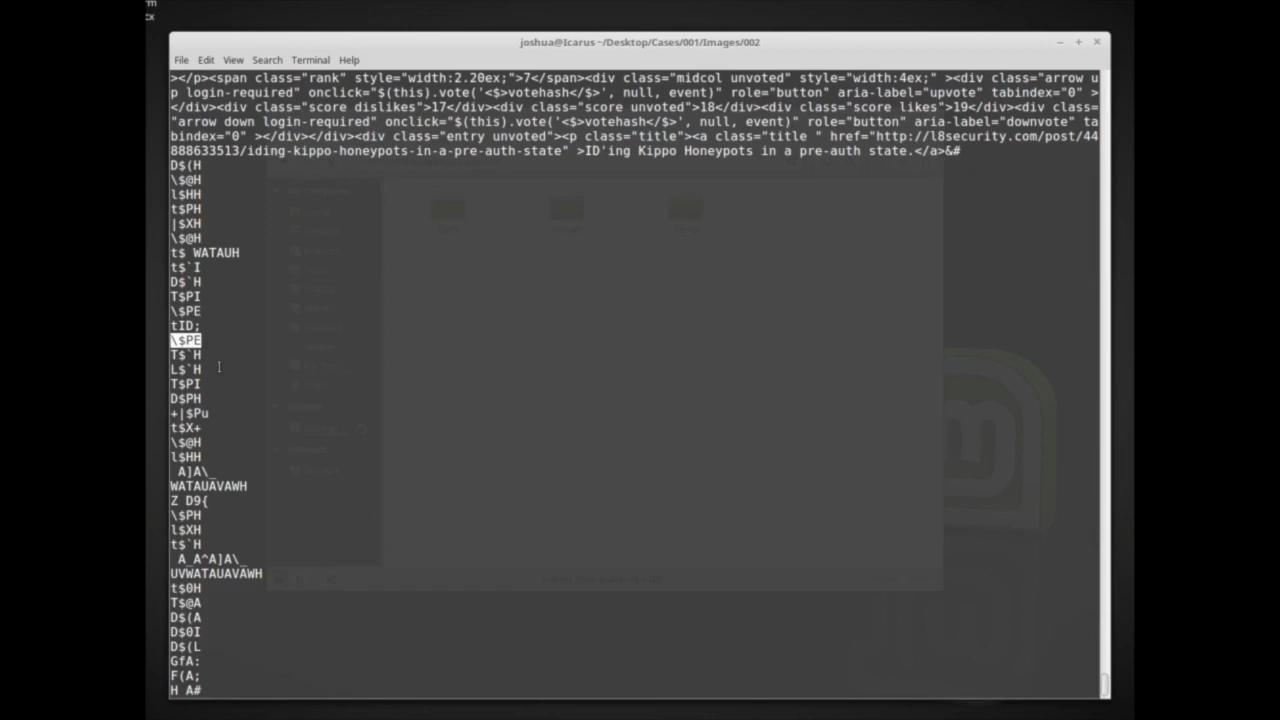 rm
cx
joshua@Icarus ~/Desktop/Cases/001/Images/002
File Edit View Search Terminal Help
></p><span class="rank" style="width:2.20ex;">7</span><div class="midcol unvoted" style="width:4ex;" ><div class="arrow u
p login-required" onclick="$(this).vote('<$>votehash</$>', null, event)" role="button" aria-label="upvote" tabindex="0" >
</div><div class="score dislikes">17</div><div class="score unvoted">18</div><div class="score likes">19</div><div class=
"arrow down login-required" onclick="$(this).vote('<$>votehash</$>', null, event)" role="button" aria-label="downvote" ta
bindex="0" ></div></div><div class="entry unvoted"><p class="title"><a class="title " href="http://l8security.com/post/44
888633513/iding-kippo-honeypots-in-a-pre-auth-state" >ID'ing Kippo Honeypots in a pre-auth state.</a>&#
D$(H
\$@H
l$HH
t$PH
|$XH
\$@H
t$ WATAUH
t$`I
D$`H
T$PI
\$PE
tID;
\$PE
T$`H
L$`H
T$PI
D$PH
+|$Pu
t$X+
\$@H
l$HH
 A]A\_
WATAUAVAWH
Z D9{
\$PH
l$XH
t$`H
 A_A^A]A\_
UVWATAUAVAWH
t$0H
T$@A
D$(A
D$0I
D$(L
GfA:
F(A;
H A#